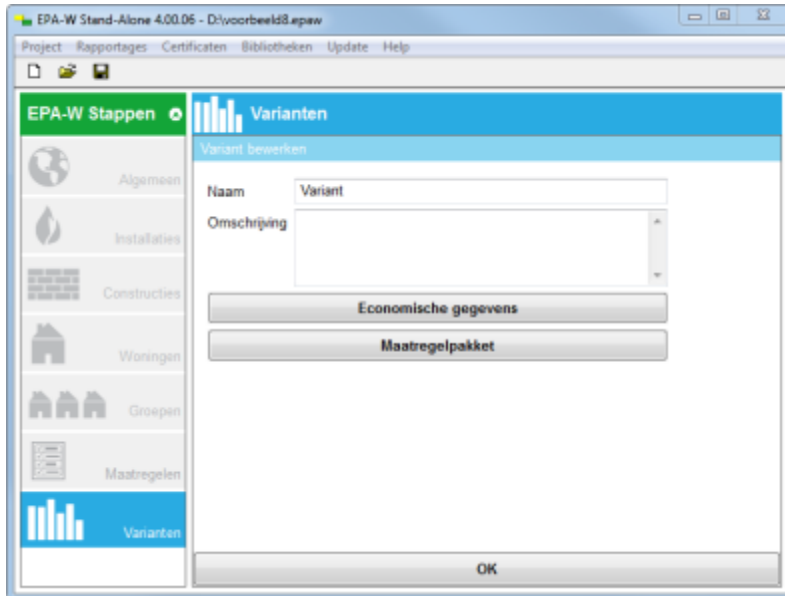 EPA-W Stand-Alone 4.00.06 - D:\voorbeeld8.epaw
Project Rapportages Certificaten Bibliotheken Update Help
EPA-W Stappen
Algemeen
Installaties
Constructies
Woningen
Groepen
Maatregelen
Varianten
Varianten
Variant bewerken
Naam Variant
Omschrijving
Economische gegevens
Maatregelpakket
OK